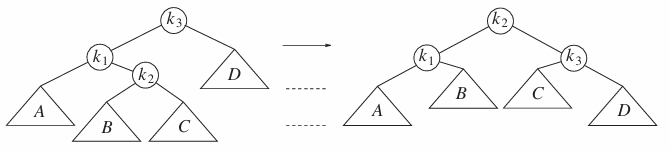 k3 k2
k1 k1 k3
k2
D
A B C A B C D